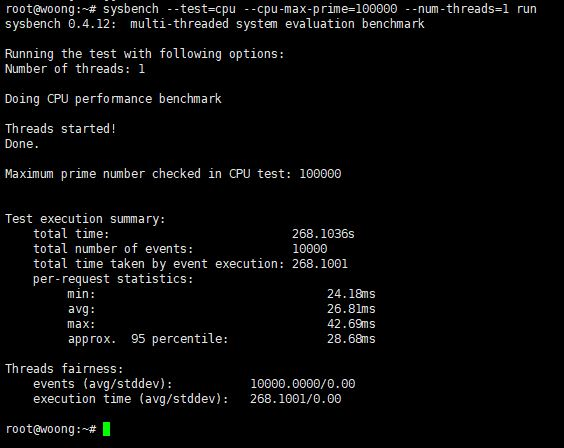 root@woong:~# sysbench --test=cpu --cpu-max-prime=100000 --num-threads=1 run
sysbench 0.4.12:  multi-threaded system evaluation benchmark
Running the test with following options:
Number of threads: 1
Doing CPU performance benchmark
Threads started!
Done.
Maximum prime number checked in CPU test: 100000
Test execution summary:
    total time:                          268.1036s
    total number of events:              10000
    total time taken by event execution: 268.1001
    per-request statistics:
         min:                                 24.18ms
         avg:                                 26.81ms
         max:                                 42.69ms
         approx.  95 percentile:              28.68ms
Threads fairness:
    events (avg/stddev):           10000.0000/0.00
    execution time (avg/stddev):   268.1001/0.00
root@woong:~#